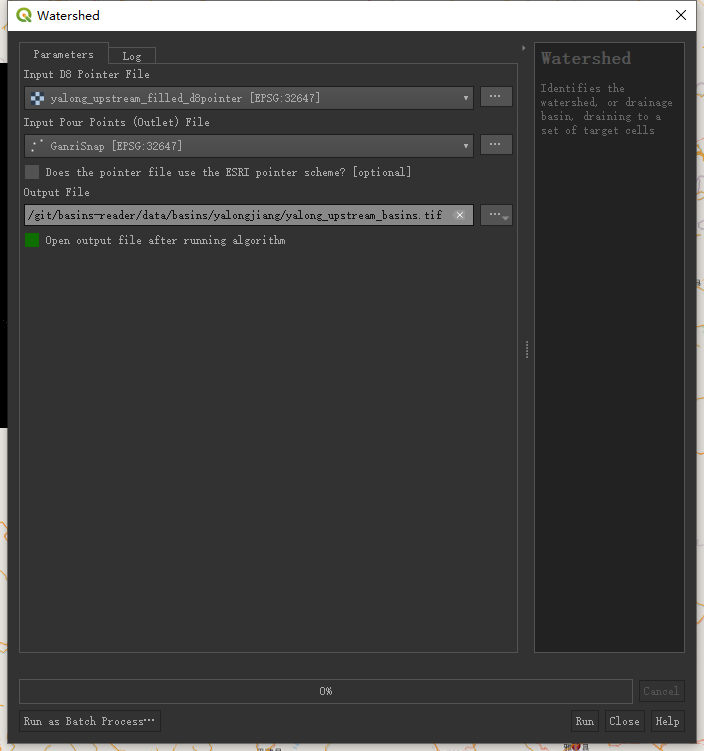 Watershed
Parameters
Log
Input D8 Pointer File
yalong_upstream_filled_d8pointer [EPSG:32647]
Input Pour Points (Outlet) File
GanziSnap [EPSG:32647]
Does the pointer file use the ESRI pointer scheme? [optional]
Output File
/git/basins-reader/data/basins/yalongjiang/yalong_upstream_basins.tif
Open output file after running algorithm
Watershed
Identifies the
watershed, or drainage
basin, draining to a
set of target cells
0%
Cancel
Run as Batch Process…
Run
Close
Help